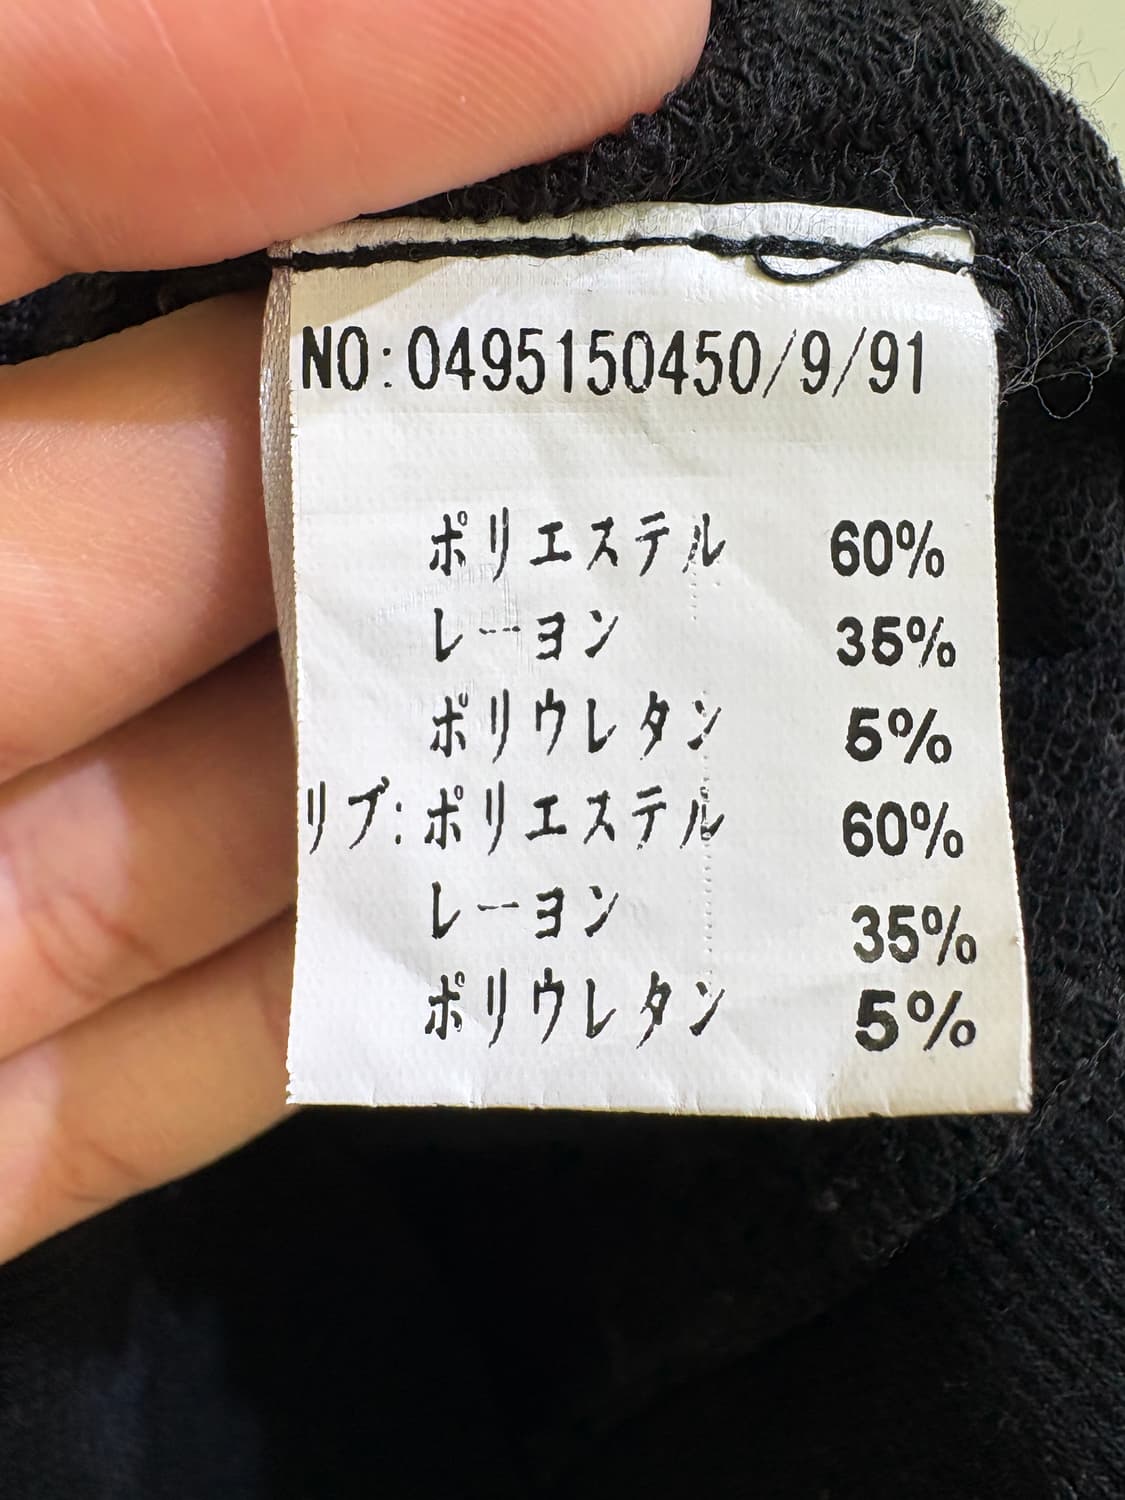 NO:0495150450/9/91
ポリエステル 60%
レーヨン 35%
ポリウレタン 5%
リブ:ポリエステル 60%
レーヨン 35%
ポリウレタン 5%